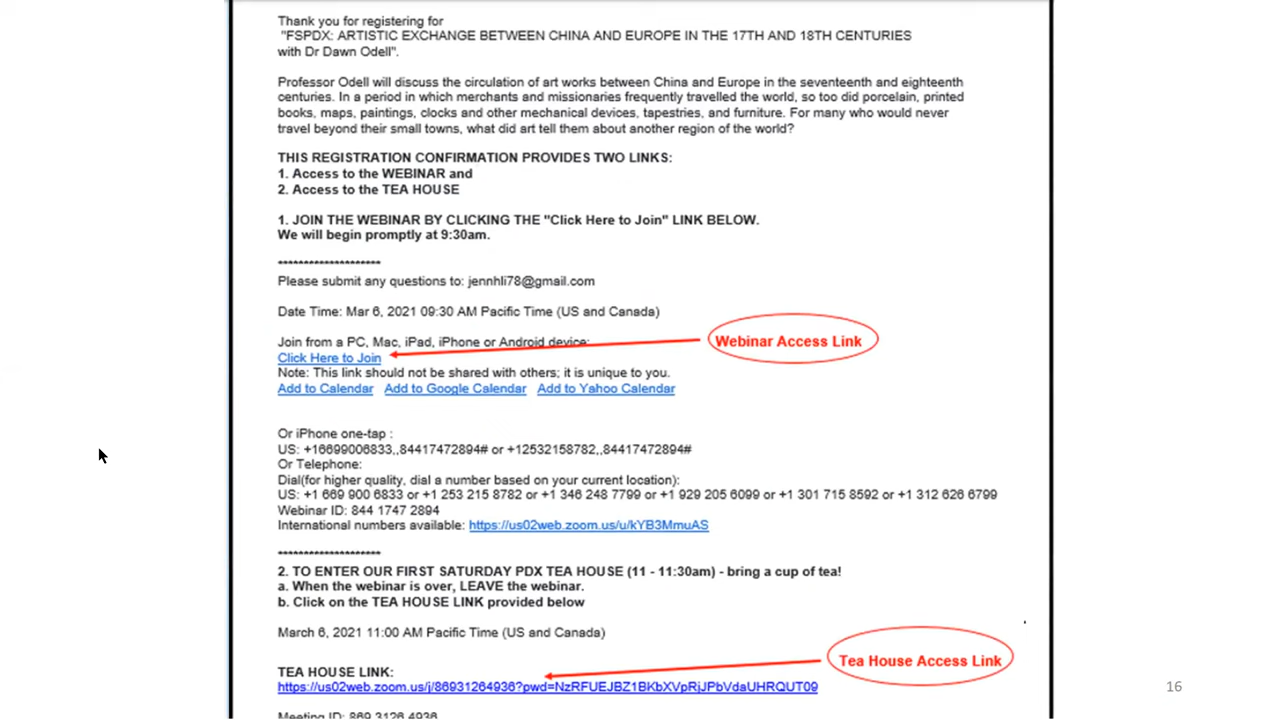 Thank you for registering for
"FSPDX: ARTISTIC EXCHANGE BETWEEN CHINA AND EUROPE IN THE 17TH AND 18TH CENTURIES
with Dr Dawn Odell".
Professor Odell will discuss the circulation of art works between China and Europe in the seventeenth and eighteenth
centuries. In a period in which merchants and missionaries frequently travelled the world, so too did porcelain, printed
books, maps, paintings, clocks and other mechanical devices, tapestries, and furniture. For many who would never
travel beyond their small towns, what did art tell them about another region of the world?
THIS REGISTRATION CONFIRMATION PROVIDES TWO LINKS:
1. Access to the WEBINAR and
2. Access to the TEA HOUSE
1. JOIN THE WEBINAR BY CLICKING THE "Click Here to Join" LINK BELOW.
We will begin promptly at 9:30am.
********************
Please submit any questions to: jennhli78@gmail.com
Date Time: Mar 6, 2021 09:30 AM Pacific Time (US and Canada)
Join from a PC, Mac, iPad, iPhone or Android device:
Webinar Access Link
Click Here to Join
Note: This link should not be shared with others; it is unique to you.
Add to Calendar Add to Google Calendar Add to Yahoo Calendar
Or iPhone one-tap :
US: +16699006833,,84417472894# or +12532158782,,84417472894#
Or Telephone:
Dial(for higher quality, dial a number based on your current location):
US: +1 669 900 6833 or +1 253 215 8782 or +1 346 248 7799 or +1 929 205 6099 or +1 301 715 8592 or +1 312 626 6799
Webinar ID: 844 1747 2894
International numbers available: https://us02web.zoom.us/u/kYB3MmuAS
********************
2. TO ENTER OUR FIRST SATURDAY PDX TEA HOUSE (11 - 11:30am) - bring a cup of tea!
a. When the webinar is over, LEAVE the webinar.
b. Click on the TEA HOUSE LINK provided below
March 6, 2021 11:00 AM Pacific Time (US and Canada)
Tea House Access Link
TEA HOUSE LINK:
https://us02web.zoom.us/j/86931264936?pwd=NzRFUEJBZ1BKbXVpRjJPbVdaUHRQUT09
Meeting ID: 869 3126 4936
16